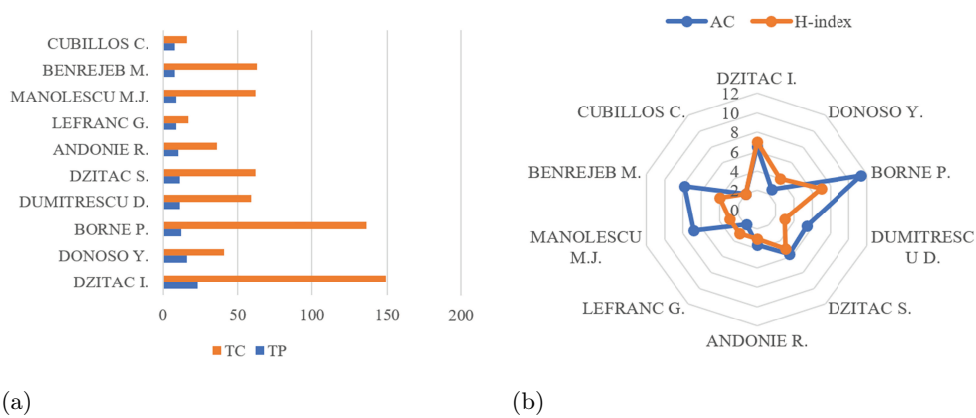 CUBILLOS C.
BENREJEB M.
MANOLESCU M.J.
LEFRANC G.
ANDONIE R.
DZITAC S.
DUMITRESCU D.
BORNE P.
DONOSO Y.
DZITAC I.
0 50 100 150 200
TC TP
(a)
AC H-index
DZITAC I.
DONOSO Y.
BORNE P.
DUMITRESC
U D.
DZITAC S.
ANDONIE R.
LEFRANC G.
MANOLESCU
M.J.
BENREJEB M.
CUBILLOS C.
12
10
8
6
4
2
0
(b)